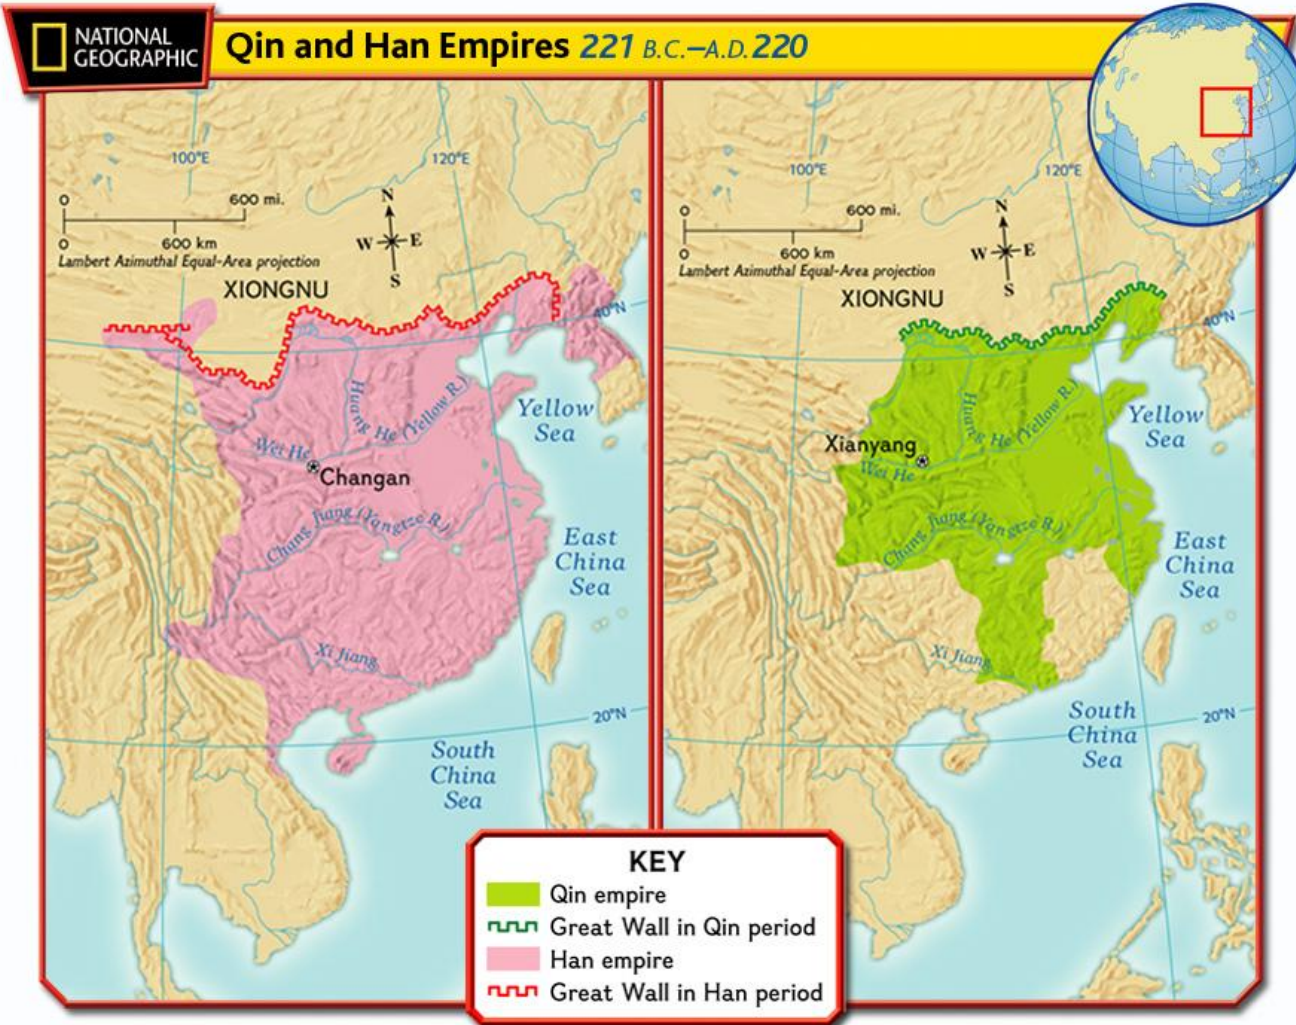 NATIONAL
GEOGRAPHIC
Qin and Han Empires 221 B.C.–A.D. 220
100°E
120°E
0
600 mi.
0
600 km
Lambert Azimuthal Equal-Area projection
N
W
E
S
XIONGNU
40°N
Huang He (Yellow R.)
Yellow
Sea
Wei He
Changan
Chang Jiang (Yangtze R.)
East
China
Sea
Xi Jiang
20°N
South
China
Sea
100°E
120°E
0
600 mi.
0
600 km
Lambert Azimuthal Equal-Area projection
N
W
E
S
XIONGNU
40°N
Huang He (Yellow R.)
Yellow
Sea
Xianyang
Wei He
Chang Jiang (Yangtze R.)
East
China
Sea
Xi Jiang
20°N
South
China
Sea
KEY
Qin empire
Great Wall in Qin period
Han empire
Great Wall in Han period